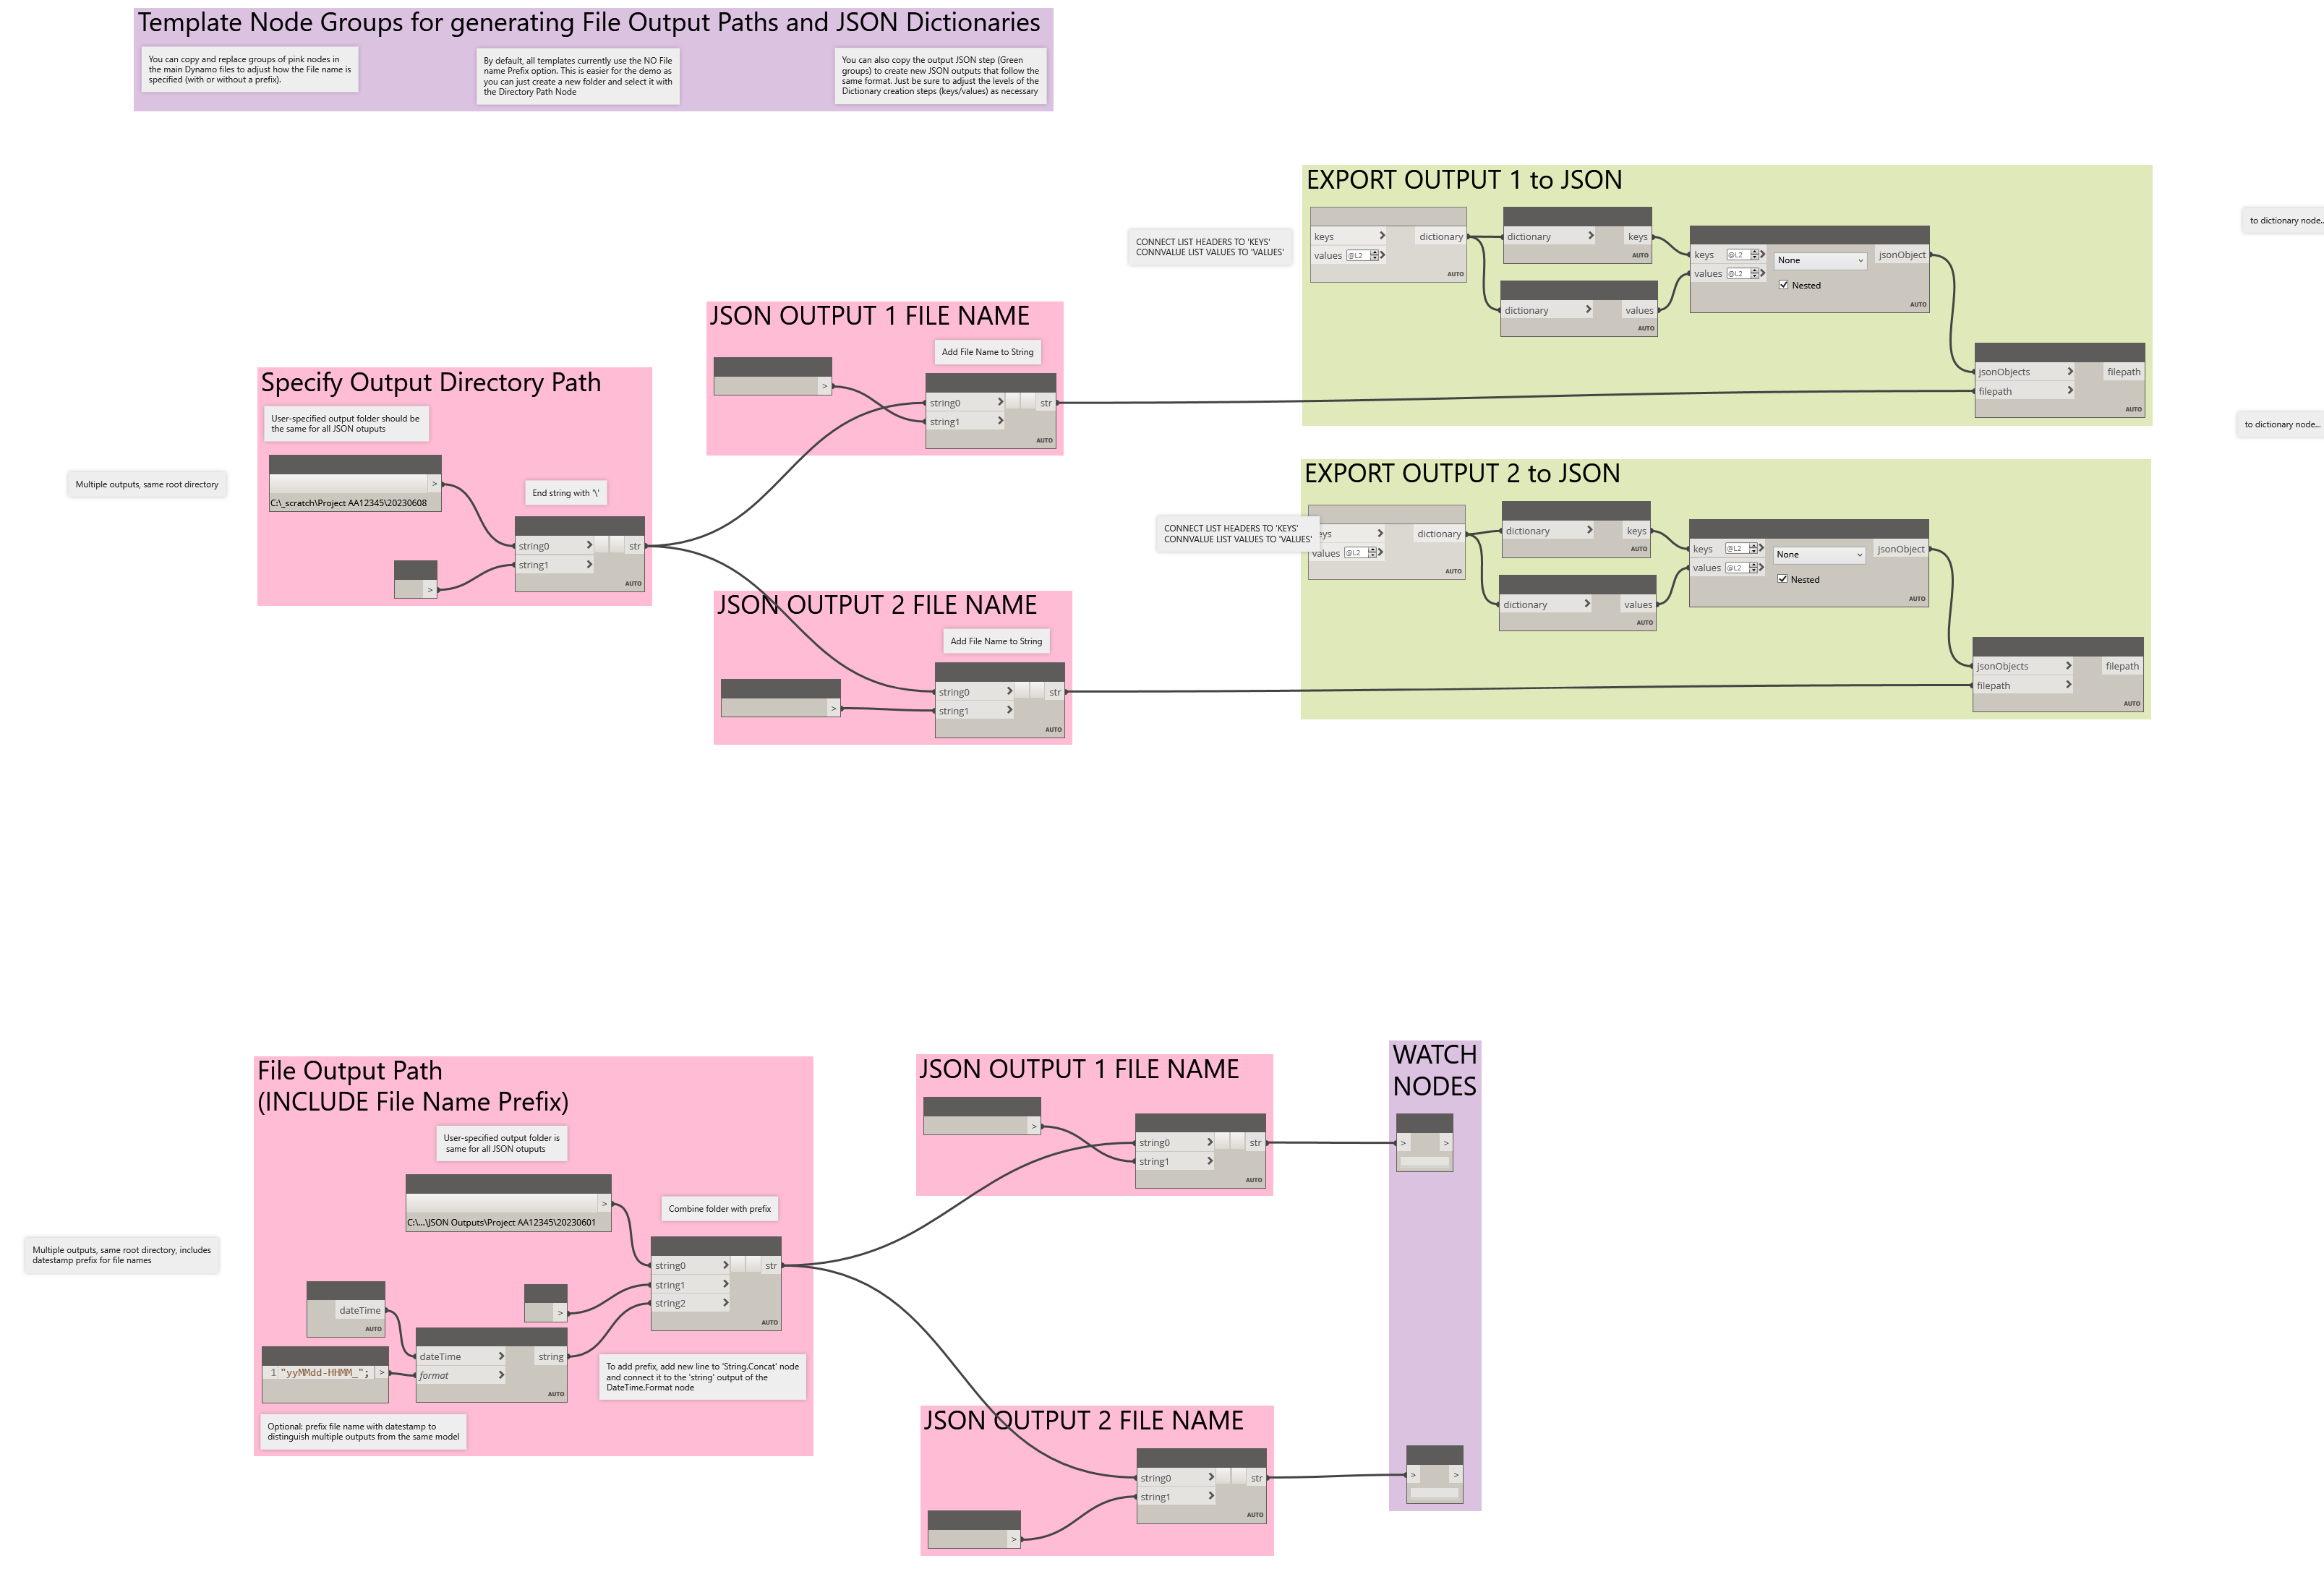 Template Node Groups for generating File Output Paths and JSON Dictionaries
You can copy and replace groups of pink nodes in
the main Dynamo files to adjust how the File name is
specified (with or without a prefix).
By default, all templates currently use the NO File
name Prefix option. This is easier for the demo as
you can just create a new folder and select it with
the Directory Path Node
You can also copy the output JSON step (Green
groups) to create new JSON outputs that follow the
same format. Just be sure to adjust the levels of the
Dictionary creation steps (keys/values) as necessary
EXPORT OUTPUT 1 to JSON
CONNECT LIST HEADERS TO 'KEYS'
CONNVALUE LIST VALUES TO 'VALUES'
keys
dictionary
values @L2
AUTO
dictionary
keys
AUTO
dictionary
values
AUTO
keys @L2
None
jsonObject
values @L2
Nested
AUTO
jsonObjects
filepath
filepath
AUTO
to dictionary node...
to dictionary node...
JSON OUTPUT 1 FILE NAME
Add File Name to String
>
string0
str
string1
AUTO
Specify Output Directory Path
User-specified output folder should be
the same for all JSON otuputs
Multiple outputs, same root directory
>
C:\_scratch\Project AA12345\20230608
End string with '\'
string0
str
string1
AUTO
>
EXPORT OUTPUT 2 to JSON
CONNECT LIST HEADERS TO 'KEYS'
CONNVALUE LIST VALUES TO 'VALUES'
eys
dictionary
values @L2
AUTO
dictionary
keys
AUTO
dictionary
values
AUTO
keys @L2
None
jsonObject
values @L2
Nested
AUTO
jsonObjects
filepath
filepath
AUTO
JSON OUTPUT 2 FILE NAME
Add File Name to String
>
string0
str
string1
AUTO
File Output Path
(INCLUDE File Name Prefix)
User-specified output folder is
same for all JSON otuputs
>
C:\...\JSON Outputs\Project AA12345\20230601
Combine folder with prefix
Multiple outputs, same root directory, includes
datestamp prefix for file names
string0
str
string1
string2
AUTO
dateTime
AUTO
>
1 "yyMMdd-HHMM_"; >
dateTime
string
format
AUTO
To add prefix, add new line to 'String.Concat' node
and connect it to the 'string' output of the
DateTime.Format node
Optional: prefix file name with datestamp to
distinguish multiple outputs from the same model
JSON OUTPUT 1 FILE NAME
>
string0
str
string1
AUTO
WATCH
NODES
> >
JSON OUTPUT 2 FILE NAME
string0
str
string1
AUTO
>
> >